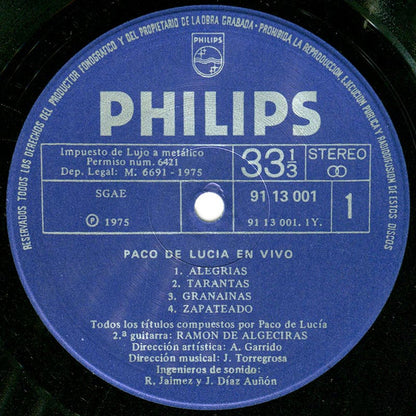 RESERVADOS TODOS LOS DERECHOS DEL PRODUCTOR FONOGRAFICO Y DEL PROPIETARIO DE LA OBRA GRABADA • PROHIBIDA LA REPRODUCCION, EJECUCION PUBLICA Y RADIODIFUSION DE ESTOS DISCOS
PHILIPS
PHILIPS
Impuesto de Lujo a metálico
Permiso núm. 6421
Dep. Legal: M. 6691 - 1975
33 1/3
STEREO
SGAE
91 13 001
℗ 1975
91 13 001. 1Y.
1
PACO DE LUCIA EN VIVO
1. ALEGRIAS
2. TARANTAS
3. GRANAINAS
4. ZAPATEADO
Todos los títulos compuestos por Paco de Lucía
2.ª guitarra: RAMON DE ALGECIRAS
Dirección artística: A. Garrido
Dirección musical: J. Torregrosa
Ingenieros de sonido:
R. Jaimez y J. Díaz Auñón